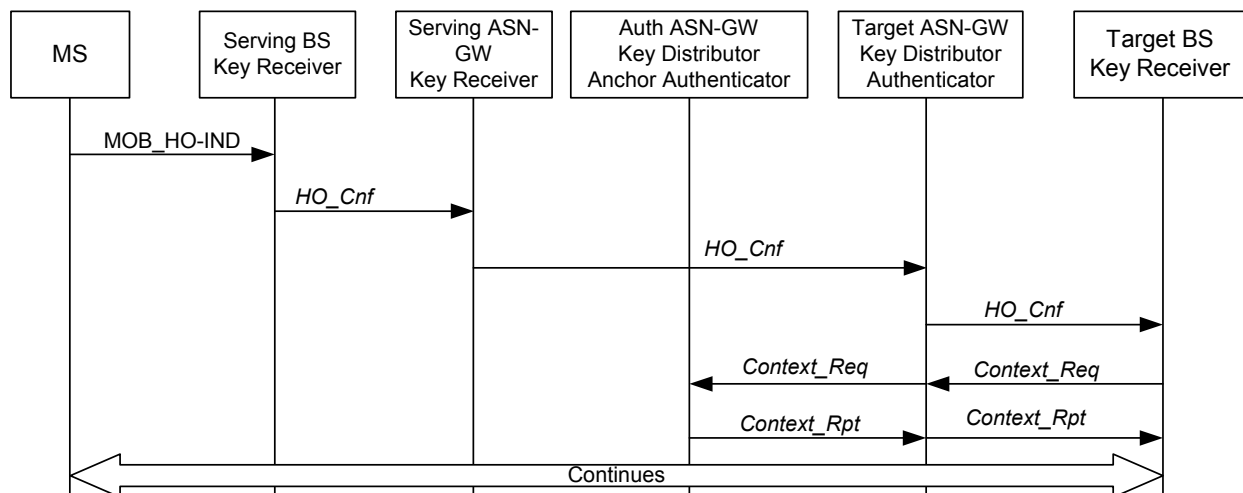 MS
Serving BS
Key Receiver
Serving ASN-
GW
Key Receiver
Auth ASN-GW
Key Distributor
Anchor Authenticator
Target ASN-GW
Key Distributor
Authenticator
Target BS
Key Receiver
MOB_HO-IND
HO_Cnf
HO_Cnf
HO_Cnf
Context_Req
Context_Req
Context_Rpt
Context_Rpt
Continues